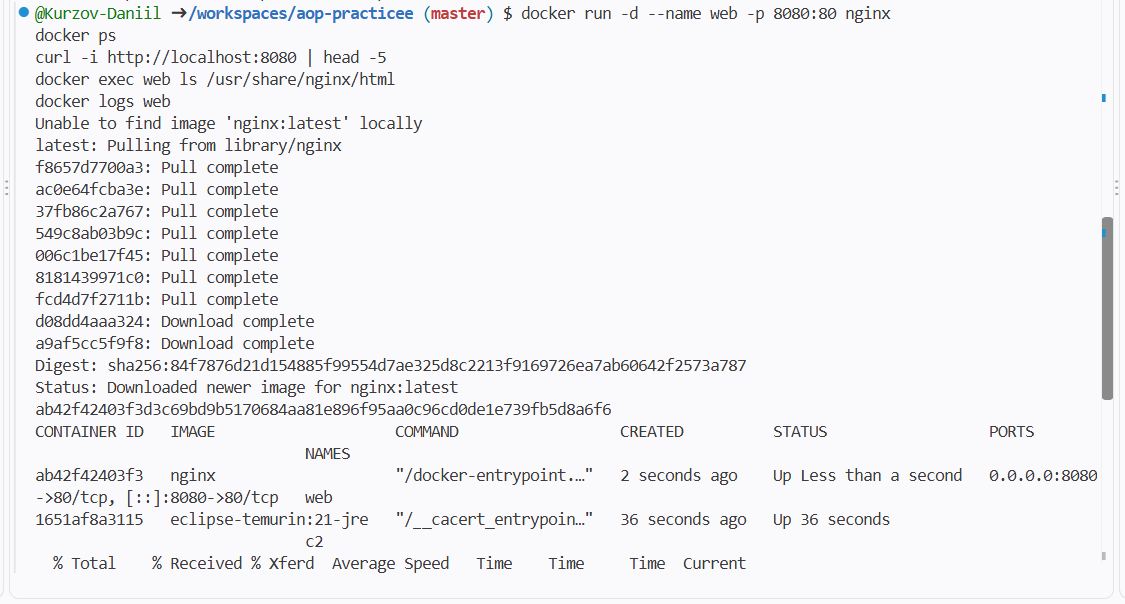 @Kurzov-Daniil ➜/workspaces/aop-practicee (master) $ docker run -d --name web -p 8080:80 nginx
docker ps
curl -i http://localhost:8080 | head -5
docker exec web ls /usr/share/nginx/html
docker logs web
Unable to find image 'nginx:latest' locally
latest: Pulling from library/nginx
f8657d7700a3: Pull complete
ac0e64fcba3e: Pull complete
37fb86c2a767: Pull complete
549c8ab03b9c: Pull complete
006c1be17f45: Pull complete
8181439971c0: Pull complete
fcd4d7f2711b: Pull complete
d08dd4aaa324: Download complete
a9af5cc5f9f8: Download complete
Digest: sha256:84f7876d21d154885f99554d7ae325d8c2213f9169726ea7ab60642f2573a787
Status: Downloaded newer image for nginx:latest
ab42f42403f3d3c69bd9b5170684aa81e896f95aa0c96cd0de1e739fb5d8a6f6
CONTAINER ID   IMAGE                    COMMAND                  CREATED          STATUS                  PORTS
                              NAMES
ab42f42403f3   nginx                    "/docker-entrypoint.…"   2 seconds ago    Up Less than a second   0.0.0.0:8080
->80/tcp, [::]:8080->80/tcp   web
1651af8a3115   eclipse-temurin:21-jre   "/__cacert_entrypoin…"   36 seconds ago   Up 36 seconds
                              c2
  % Total    % Received % Xferd  Average Speed   Time    Time     Time  Current